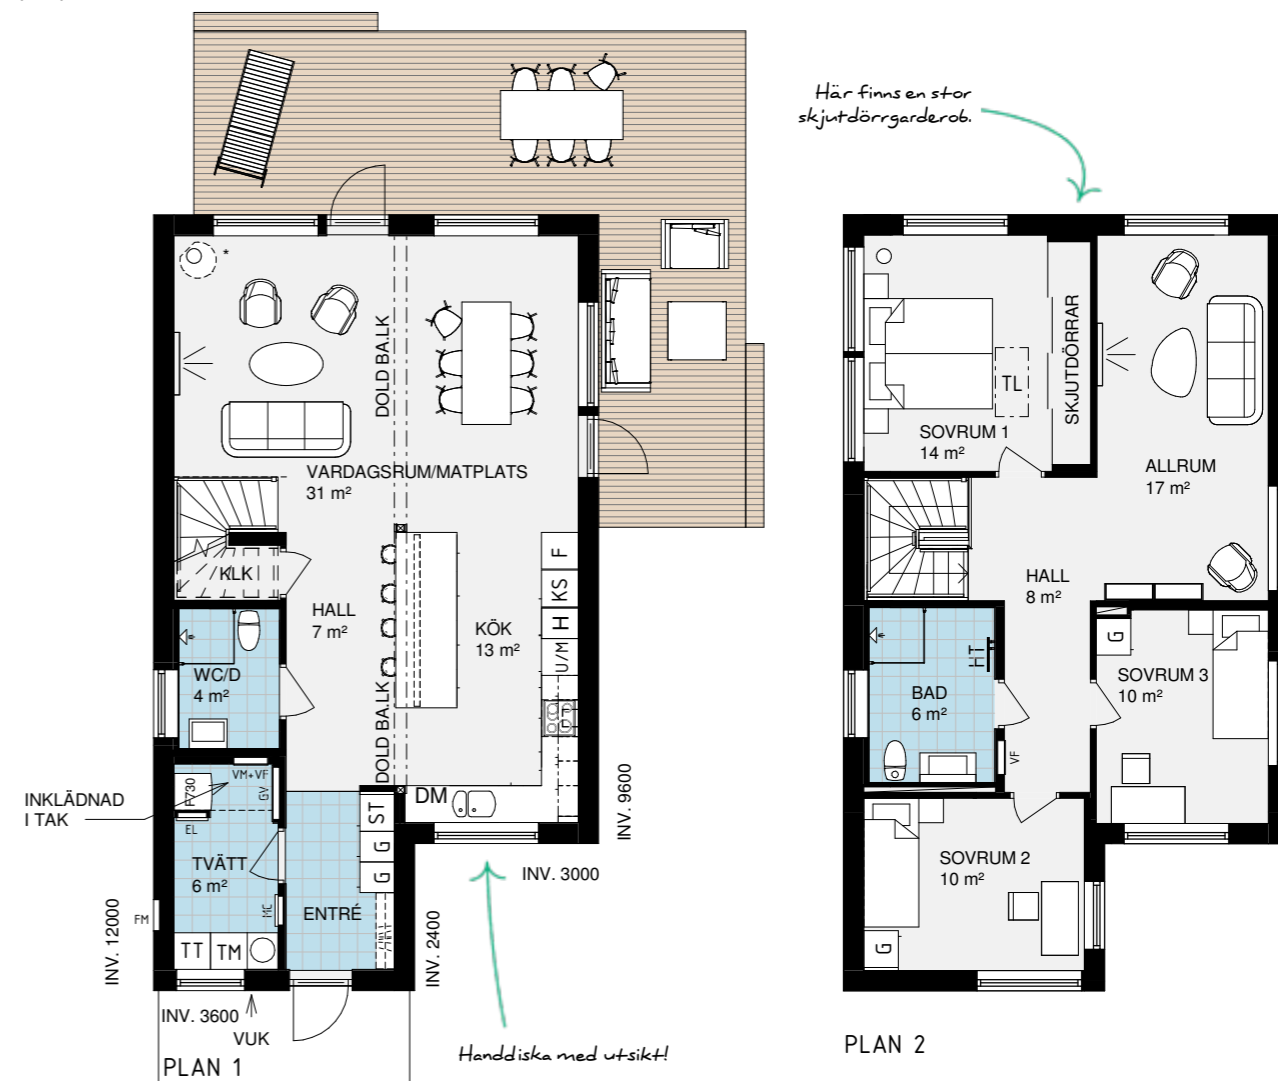 Här finns en stor
skjutdörrgarderob.
*
DOLD BALK
VARDAGSRUM/MATPLATS
31 m²
KLK
HALL
7 m²
WC/D
4 m²
KÖK
13 m²
F
KS
H
U/M
DOLD BALK
DM
INV. 9600
INV. 3000
INKLÄDNAD
I TAK
F730
VM+VF
GV
EL
TVÄTT
6 m²
MC
FM
TT
TM
ST
G
G
ENTRÉ
INV. 12000
INV. 2400
INV. 3600
VUK
PLAN 1
Handdiska med utsikt!
SOVRUM 1
14 m²
TL
SKJUTDÖRRAR
ALLRUM
17 m²
HALL
8 m²
BAD
6 m²
HT
VF
G
SOVRUM 3
10 m²
SOVRUM 2
10 m²
G
PLAN 2